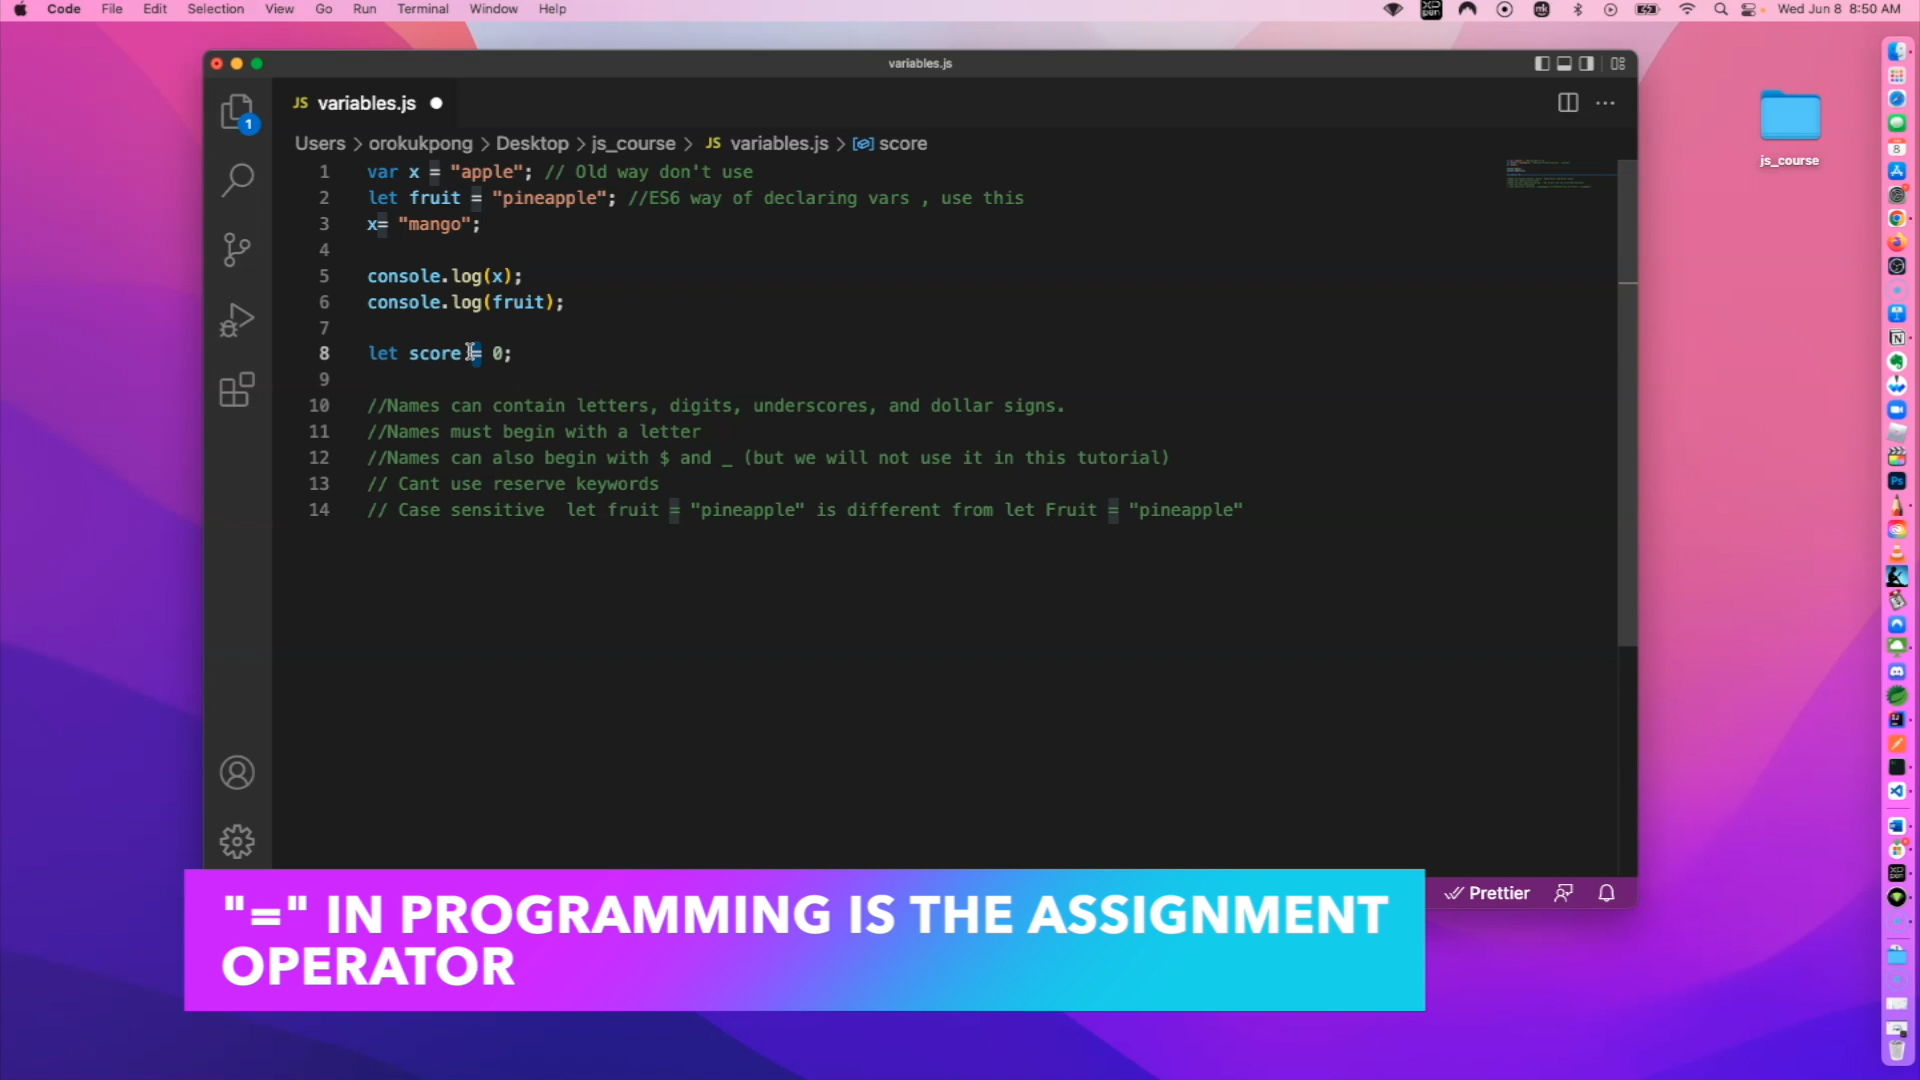 Code File Edit Selection View Go Run Terminal Window Help
Wed Jun 8 8:50 AM
variables.js
JS variables.js
1
Users > orokukpong > Desktop > js_course > JS variables.js > score
1 var x = "apple"; // Old way don't use
2 let fruit = "pineapple"; //ES6 way of declaring vars , use this
3 x= "mango";
4
5 console.log(x);
6 console.log(fruit);
7
8 let score = 0;
9
10 //Names can contain letters, digits, underscores, and dollar signs.
11 //Names must begin with a letter
12 //Names can also begin with $ and _ (but we will not use it in this tutorial)
13 // Cant use reserve keywords
14 // Case sensitive  let fruit = "pineapple" is different from let Fruit = "pineapple"
js_course
Prettier
"=" IN PROGRAMMING IS THE ASSIGNMENT
OPERATOR